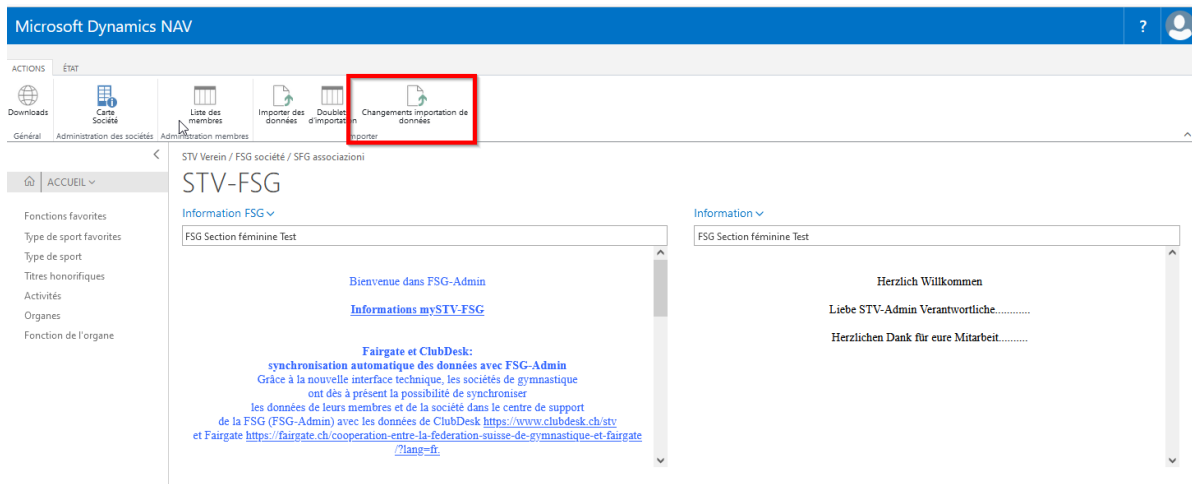 Microsoft Dynamics NAV
?
ACTIONS ÉTAT
Downloads
Carte
Société
Liste des
membres
Importer des
données
Doublets
d'importation
Changements importation de
données
Général
Administration des sociétés
Administration membres
Importer
STV Verein / FSG société / SFG associazioni
ACCUEIL
STV-FSG
Fonctions favorites
Type de sport favorites
Type de sport
Titres honorifiques
Activités
Organes
Fonction de l'organe
Information FSG
FSG Section féminine Test
Bienvenue dans FSG-Admin
Informations mySTV-FSG
Fairgate et ClubDesk:
synchronisation automatique des données avec FSG-Admin
Grâce à la nouvelle interface technique, les sociétés de gymnastique
ont dès à présent la possibilité de synchroniser
les données de leurs membres et de la société dans le centre de support
de la FSG (FSG-Admin) avec les données de ClubDesk https://www.clubdesk.ch/stv
et Fairgate https://fairgate.ch/cooperation-entre-la-federation-suisse-de-gymnastique-et-fairgate
/?lang=fr.
Information
FSG Section féminine Test
Herzlich Willkommen
Liebe STV-Admin Verantwortliche............
Herzlichen Dank für eure Mitarbeit..........